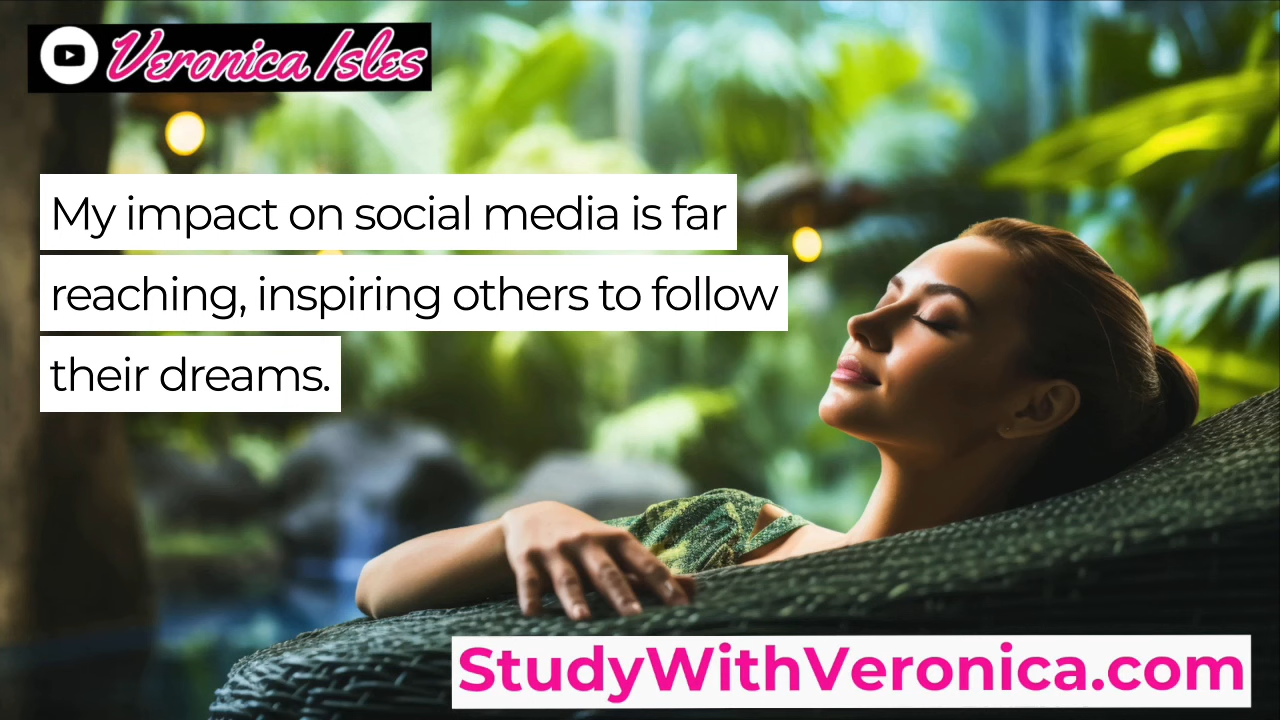 Veronica Isles
My impact on social media is far
reaching, inspiring others to follow
their dreams.
StudyWithVeronica.com